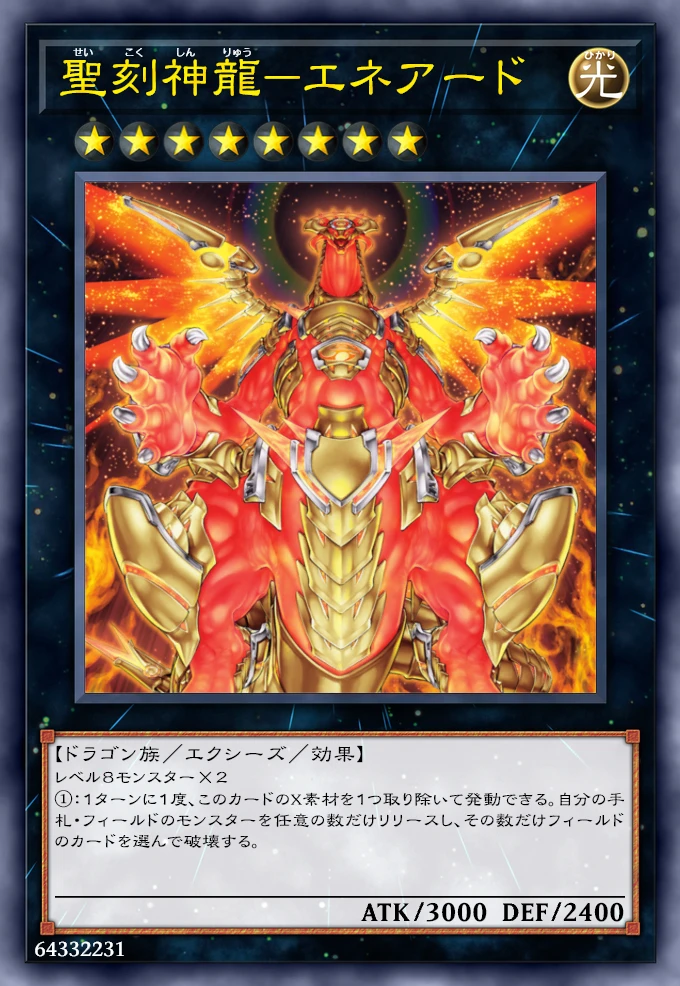 せい こく しん りゅう
聖刻神龍－エネアード
ひかり
光
【ドラゴン族／エクシーズ／効果】
レベル8モンスター×2
①：1ターンに1度、このカードのX素材を1つ取り除いて発動できる。自分の手
札・フィールドのモンスターを任意の数だけリリースし、その数だけフィールド
のカードを選んで破壊する。
ATK/3000 DEF/2400
64332231